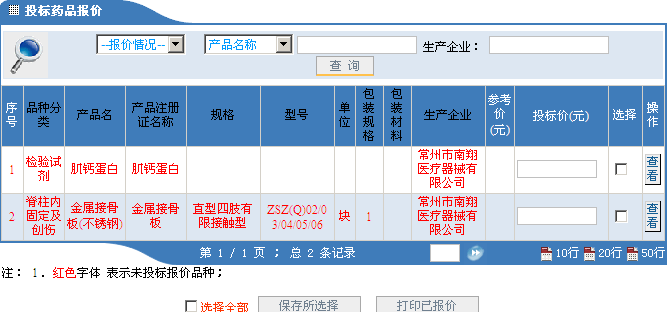 投标药品报价
--报价情况-- 产品名称 生产企业：
查 询
序号 品种分类 产品名 产品注册证名称 规格 型号 单位 包装规格 包装材料 生产企业 参考价(元) 投标价(元) 选择 操作
1 检验试剂 肌钙蛋白 肌钙蛋白 常州市南翔医疗器械有限公司 查看
2 脊柱内固定及创伤 金属接骨板(不锈钢) 金属接骨板 直型四肢有限接触型 ZSZ(Q)02/03/04/05/06 块 1 常州市南翔医疗器械有限公司 查看
第 1 / 1 页 ； 总 2 条记录 10行 20行 50行
注： 1．红色字体 表示未投标报价品种；
选择全部 保存所选择 打印已报价